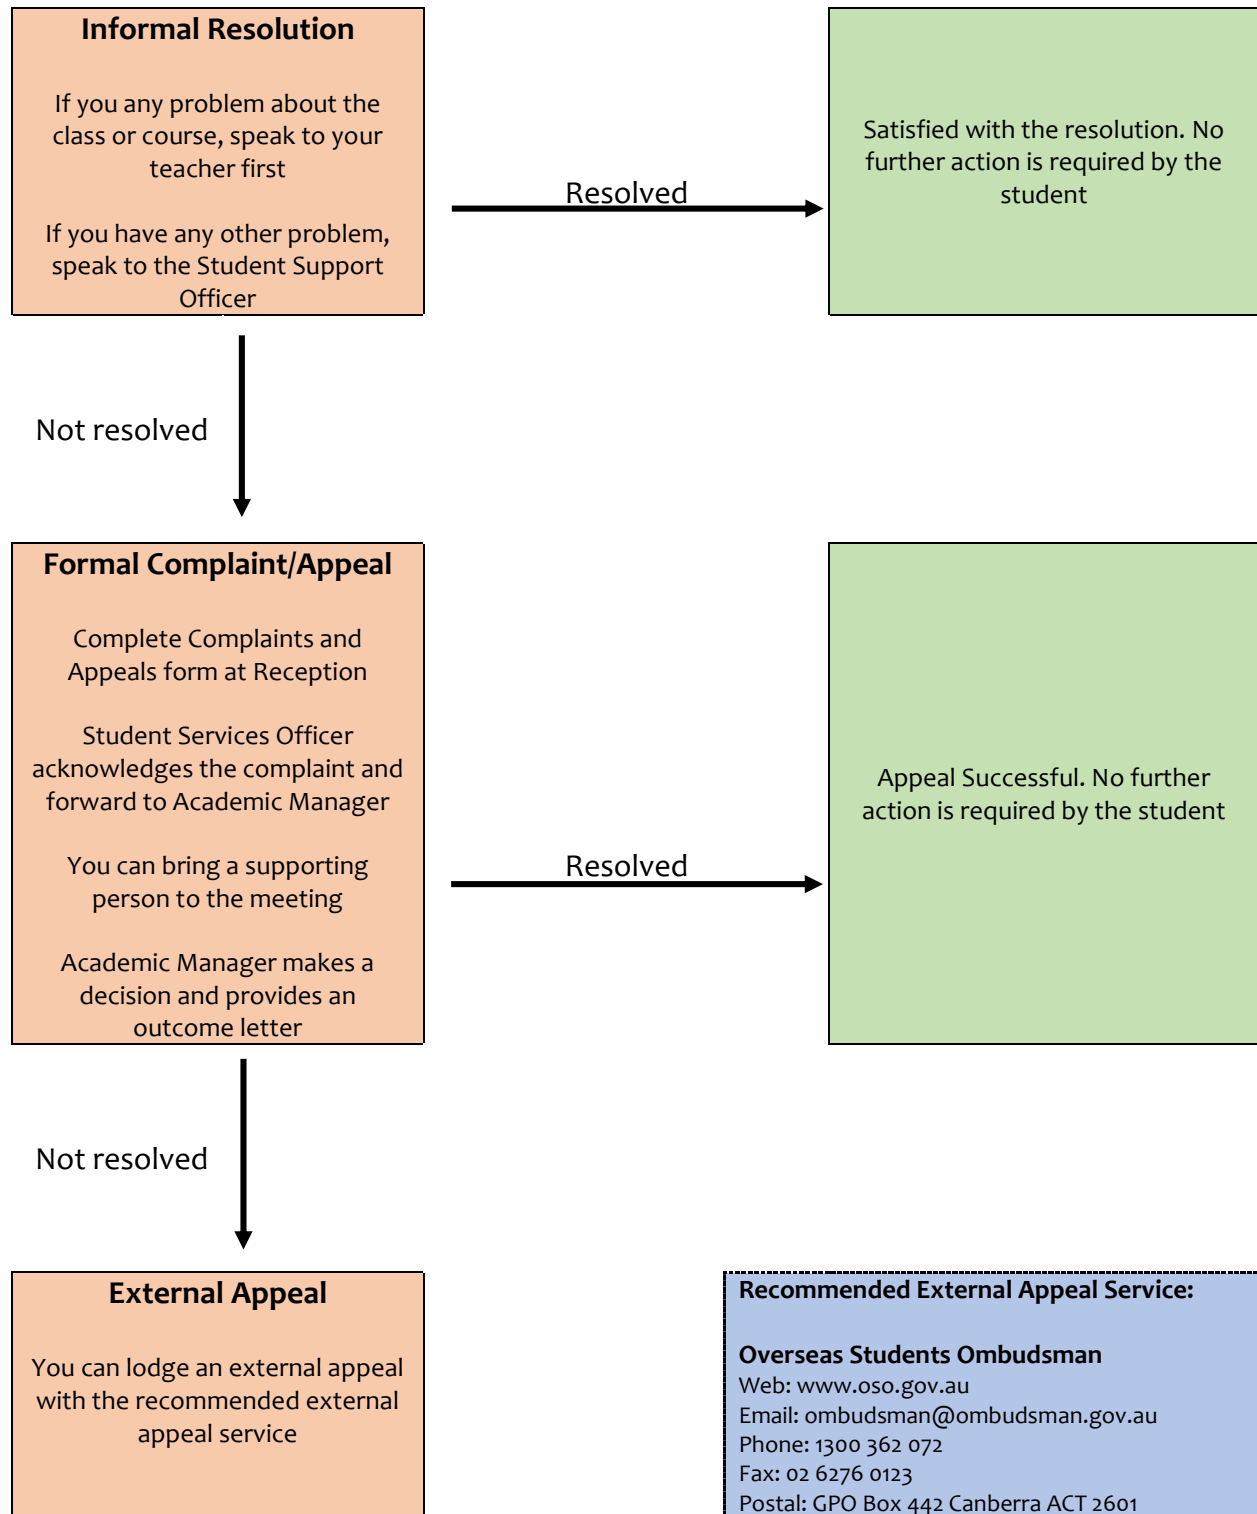 Informal Resolution
If you any problem about the
class or course, speak to your
teacher first
If you have any other problem,
speak to the Student Support
Officer
Resolved
Satisfied with the resolution. No
further action is required by the
student
Not resolved
Formal Complaint/Appeal
Complete Complaints and
Appeals form at Reception
Student Services Officer
acknowledges the complaint and
forward to Academic Manager
You can bring a supporting
person to the meeting
Academic Manager makes a
decision and provides an
outcome letter
Resolved
Appeal Successful. No further
action is required by the student
Not resolved
External Appeal
You can lodge an external appeal
with the recommended external
appeal service
Recommended External Appeal Service:
Overseas Students Ombudsman
Web: www.oso.gov.au
Email: ombudsman@ombudsman.gov.au
Phone: 1300 362 072
Fax: 02 6276 0123
Postal: GPO Box 442 Canberra ACT 2601